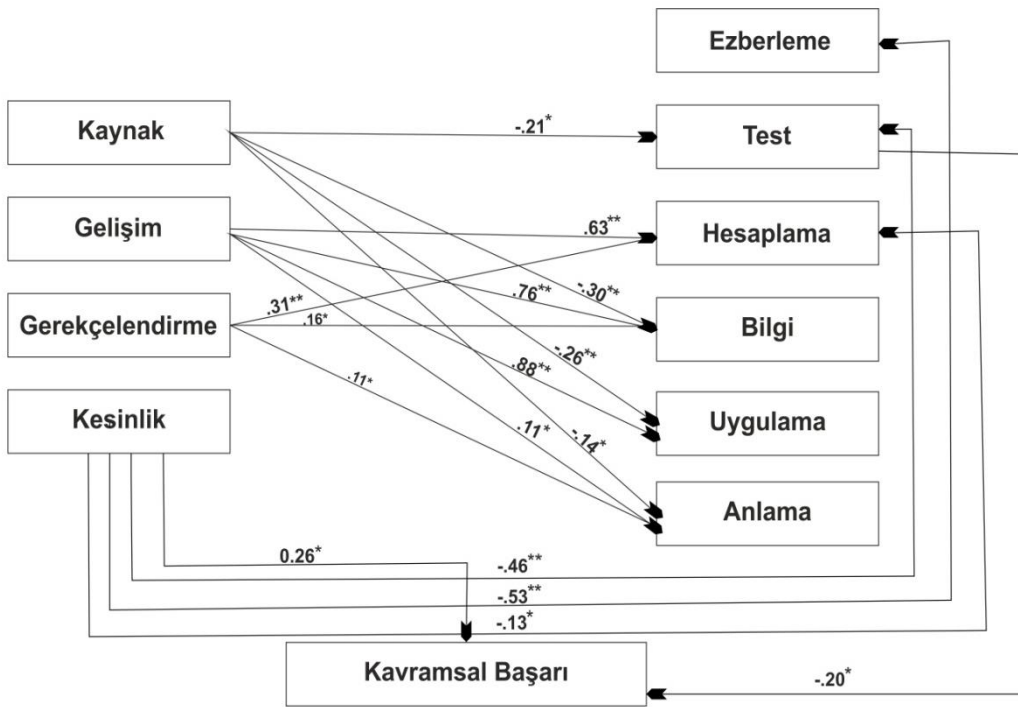 Ezberleme
Kaynak
-.21*
Test
Gelişim
.63**
Hesaplama
Gerekçelendirme
.31**
.16*
.76**
-.30**
Bilgi
.11*
-.26**
.88**
Kesinlik
Uygulama
.11*
-.14*
Anlama
0.26*
-.46**
-.53**
-.13*
Kavramsal Başarı
-.20*